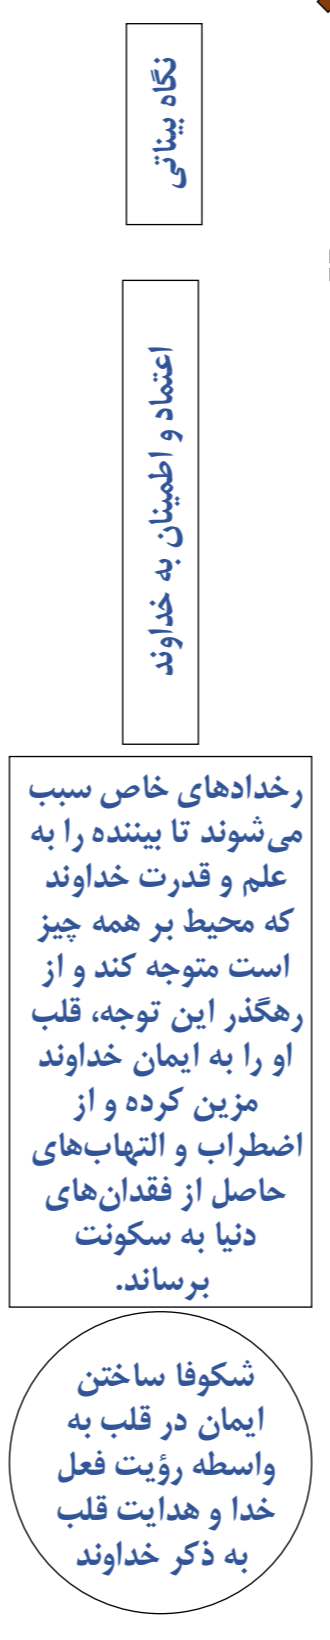 نگاه بیناتی
اعتماد و اطمینان به خداوند
رخدادهای خاص سبب
می‌شوند تا بیننده را به
علم و قدرت خداوند
که محیط بر همه چیز
است متوجه کند و از
رهگذر این توجه، قلب
او را به ایمان خداوند
مزین کرده و از
اضطراب و التهاب‌های
حاصل از فقدان‌های
دنیا به سکونت
برساند.
شکوفا ساختن
ایمان در قلب به
واسطه رؤیت فعل
خدا و هدایت قلب
به ذکر خداوند